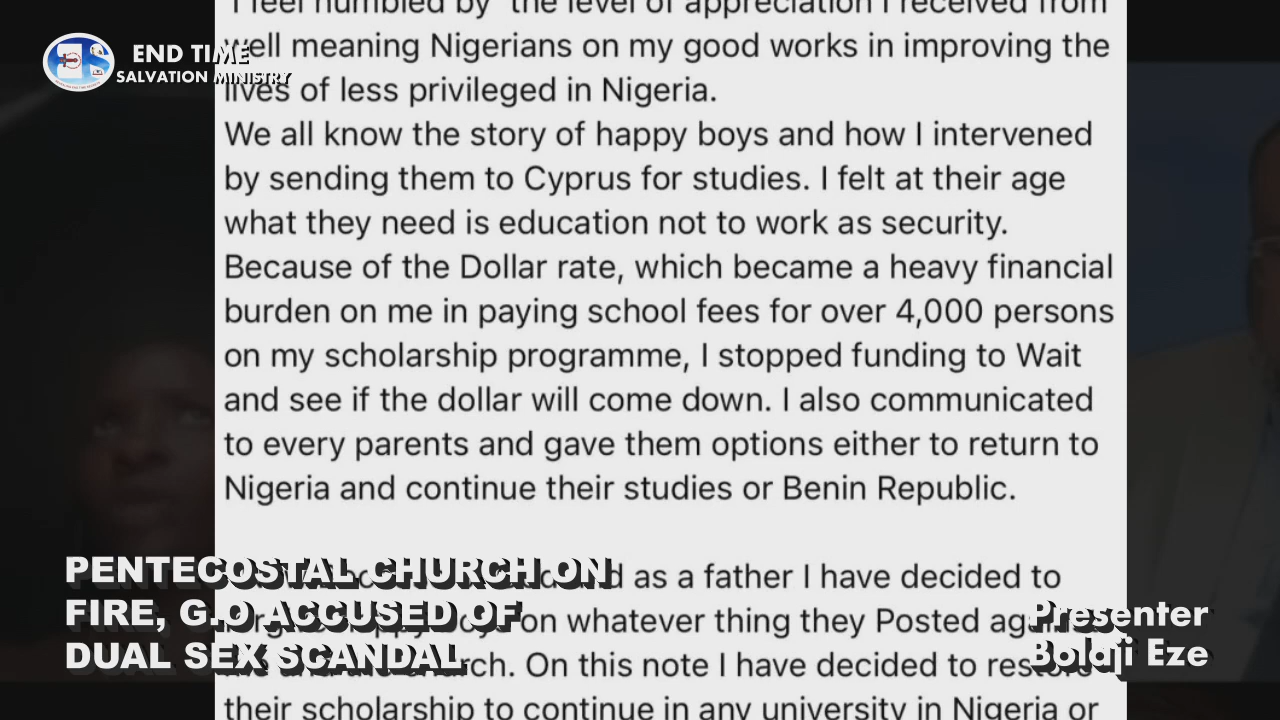 I feel humbled by the level of appreciation I received from
well meaning Nigerians on my good works in improving the
lives of less privileged in Nigeria.
We all know the story of happy boys and how I intervened
by sending them to Cyprus for studies. I felt at their age
what they need is education not to work as security.
Because of the Dollar rate, which became a heavy financial
burden on me in paying school fees for over 4,000 persons
on my scholarship programme, I stopped funding to Wait
and see if the dollar will come down. I also communicated
to every parents and gave them options either to return to
Nigeria and continue their studies or Benin Republic.
as a father I have decided to
on whatever thing they Posted
On this note I have decided to restore
their scholarship to continue in any university in Nigeria or
END TIME
SALVATION MINISTRY
PENTECOSTAL CHURCH ON
FIRE, G.O ACCUSED OF
DUAL SEX SCANDAL
Presenter
Bolaji Eze